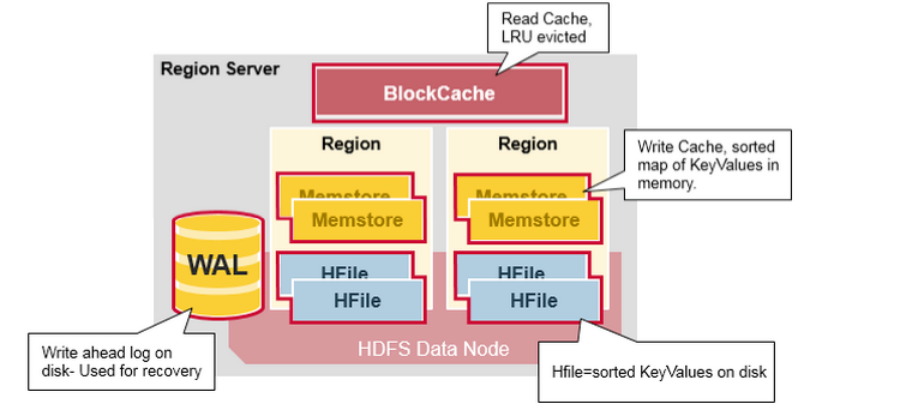 Read Cache,
LRU evicted
Region Server
BlockCache
Region
Region
Write Cache, sorted
map of KeyValues in
memory.
Memstore
Memstore
Memstore
Memstore
WAL
HFile
HFile
HFile
HFile
Write ahead log on
disk- Used for recovery
HDFS Data Node
Hfile=sorted KeyValues on disk